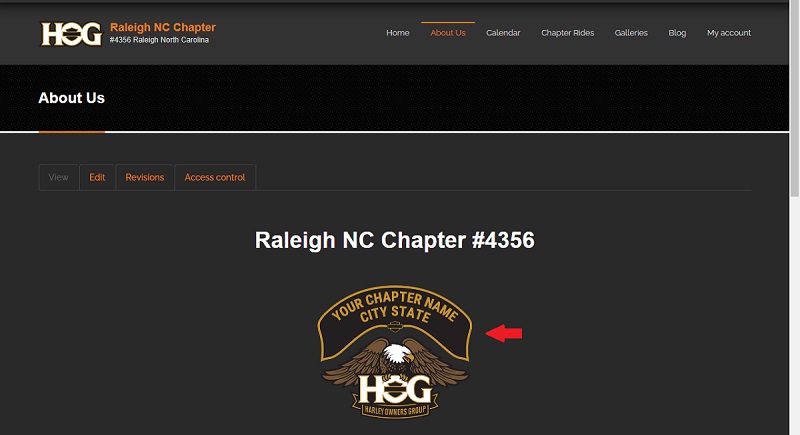 HOG
Raleigh NC Chapter
#4356 Raleigh North Carolina
Home About Us Calendar Chapter Rides Galleries Blog My account
About Us
View Edit Revisions Access control
Raleigh NC Chapter #4356
YOUR CHAPTER NAME
CITY STATE
HOG
HARLEY OWNERS GROUP